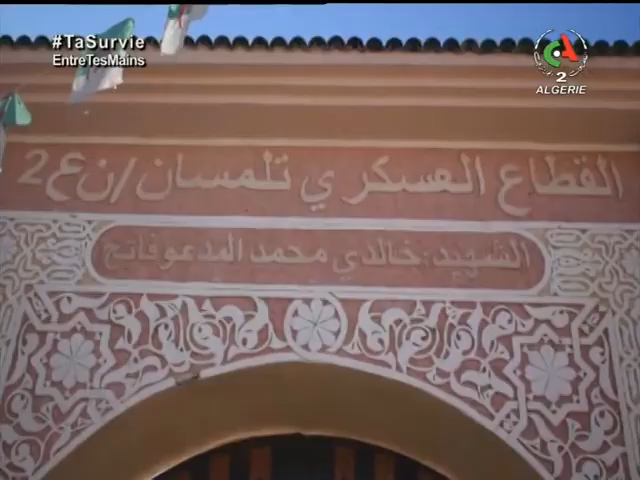 #TaSurvie
EntreTesMains
2
ALGERIE
القطاع العسكري تلمسان/ن ع 2
الشهيد: خالدي محمد المدعو فاتح